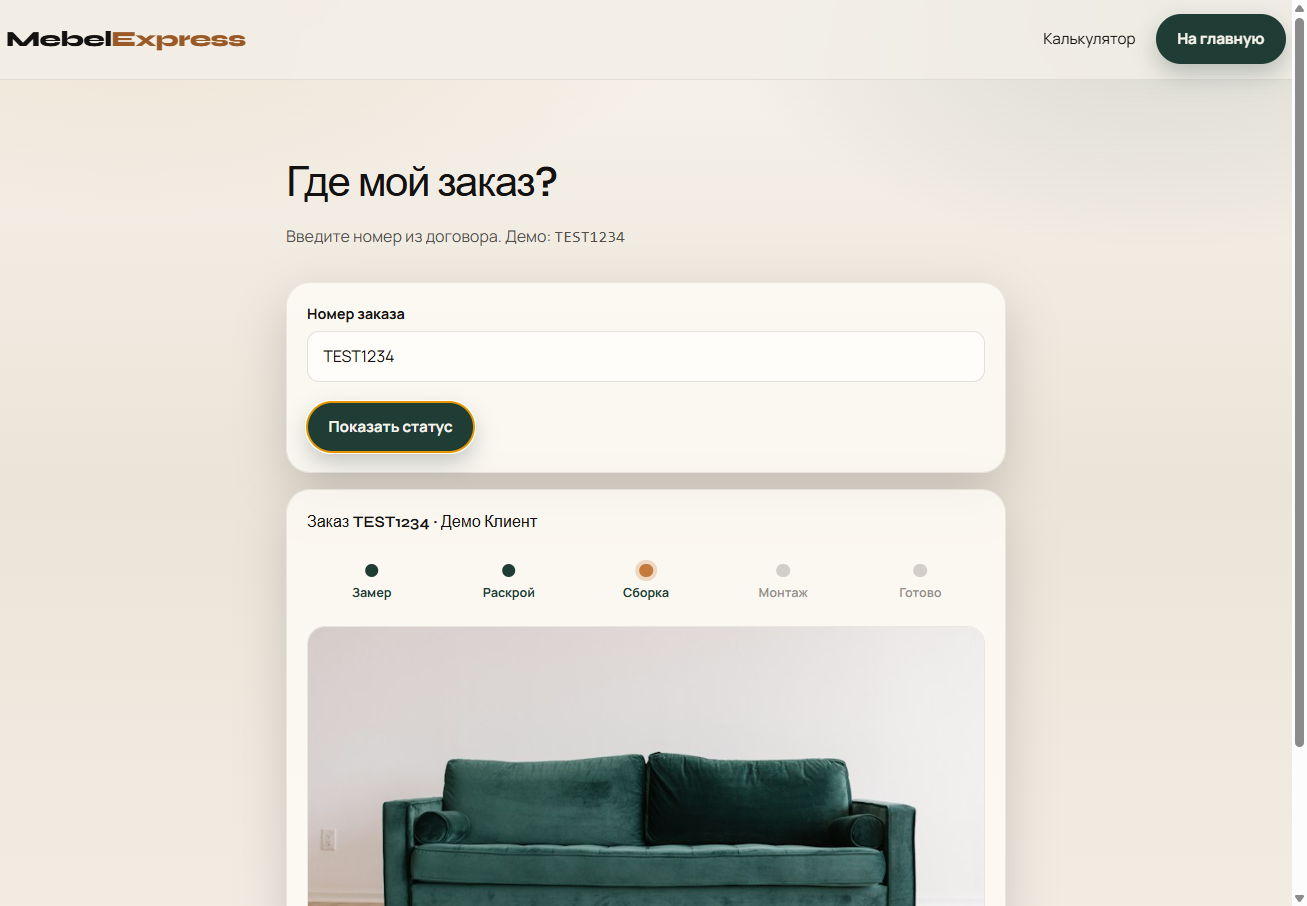 MebelExpress
Калькулятор
На главную
Где мой заказ?
Введите номер из договора. Демо: TEST1234
Номер заказа
TEST1234
Показать статус
Заказ TEST1234 · Демо Клиент
Замер
Раскрой
Сборка
Монтаж
Готово